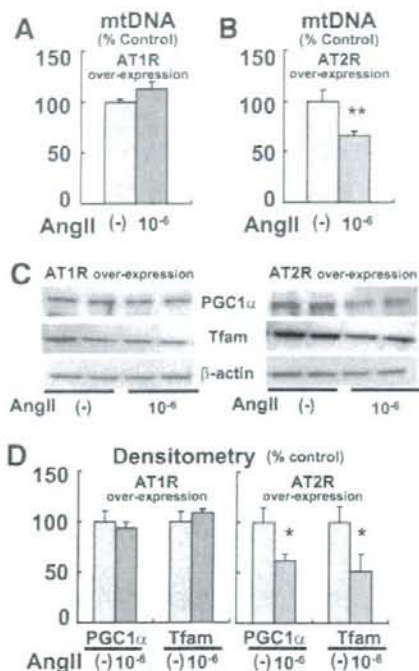 A mtDNA
(% Control)
AT1R
over-expression
150
100
50
0
AngII (-) 10-6
B mtDNA
(% Control)
AT2R
over-expression
150
100
50
0
**
(-) 10-6
C AT1R over-expression AT2R over-expression
PGC1α
Tfam
β-actin
AngII (-) 10-6 (-) 10-6
D Densitometry (% control)
AT1R
over-expression
AT2R
over-expression
150
100
50
0
* *
PGC1α Tfam PGC1α Tfam
AngII (-) 10-6 (-) 10-6 (-) 10-6 (-) 10-6